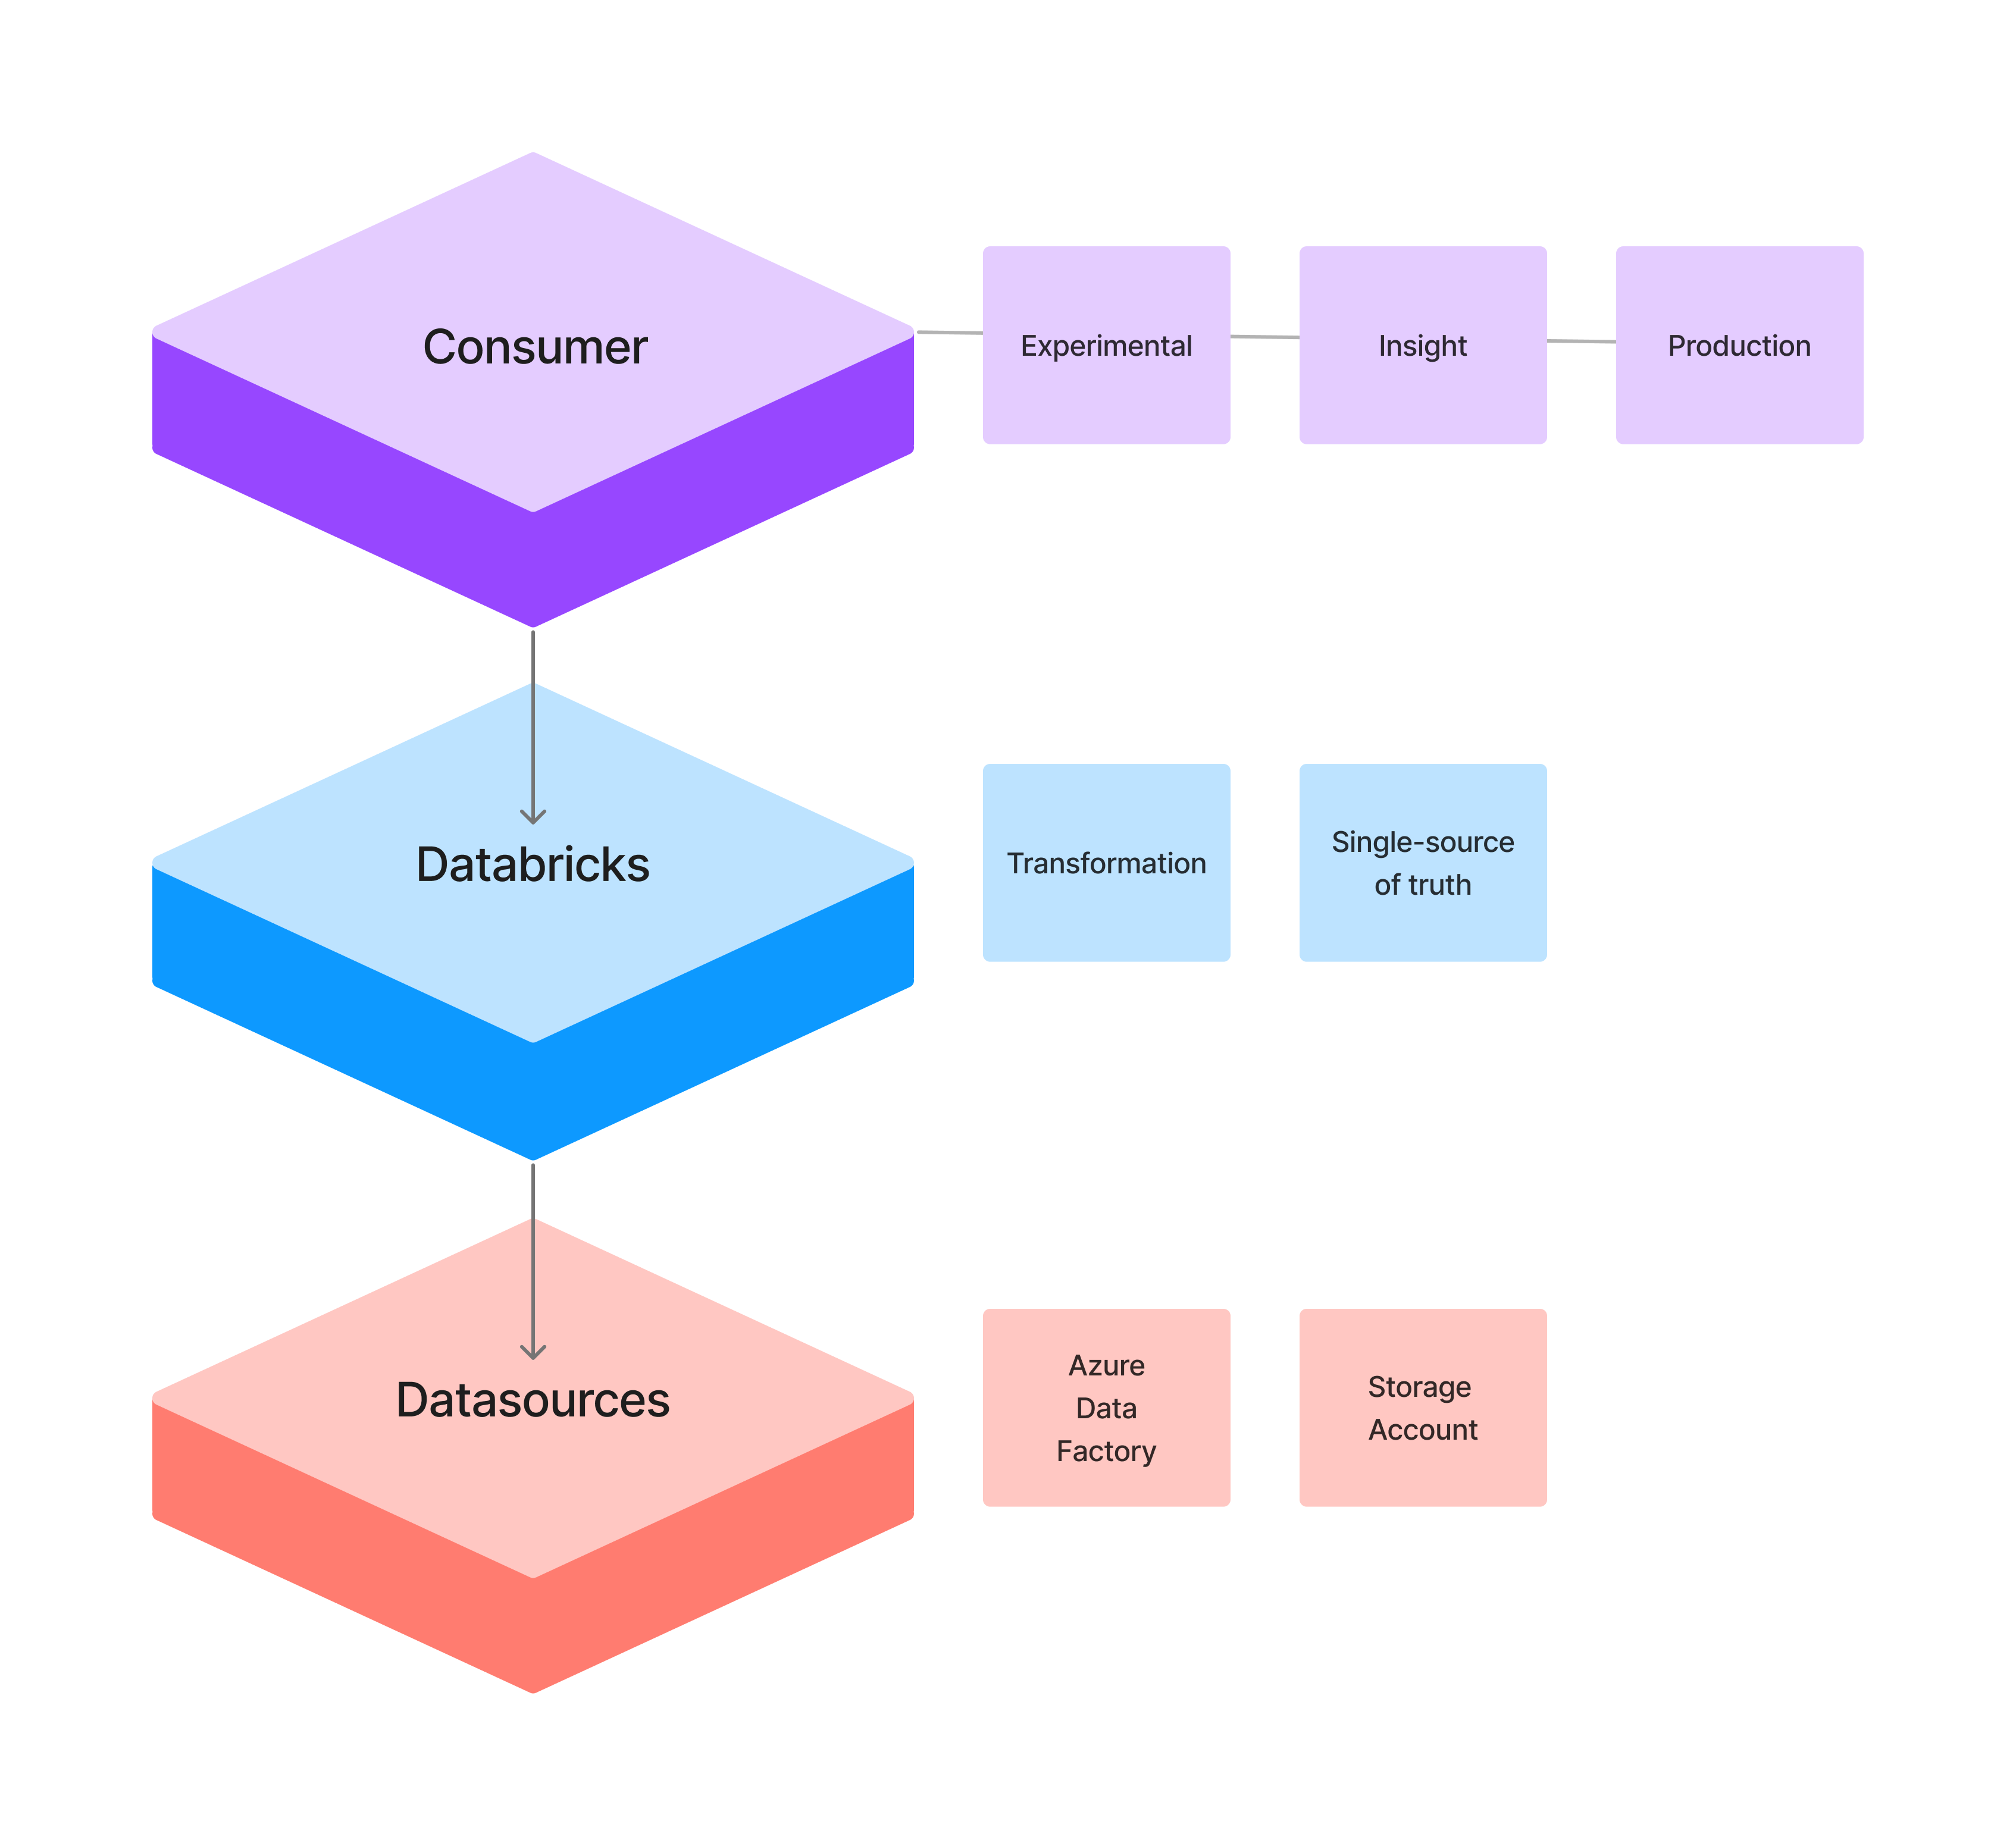 Consumer
Experimental
Insight
Production
Databricks
Transformation
Single-source
of truth
Datasources
Azure
Data
Factory
Storage
Account